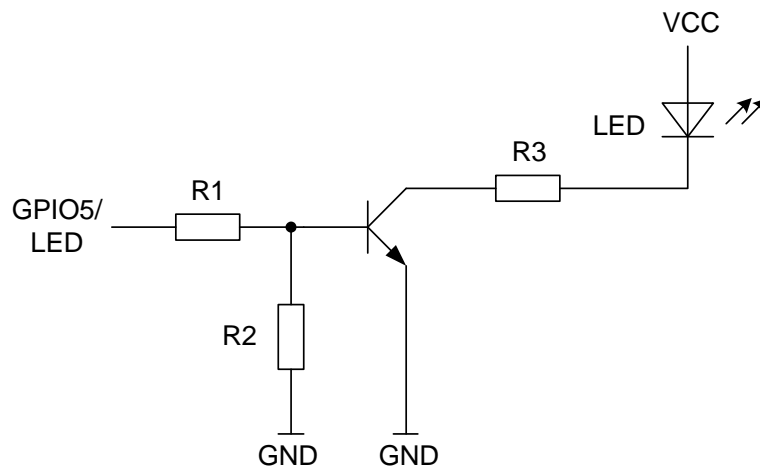 VCC
LED
R3
R1
GPIO5/
LED
R2
GND
GND